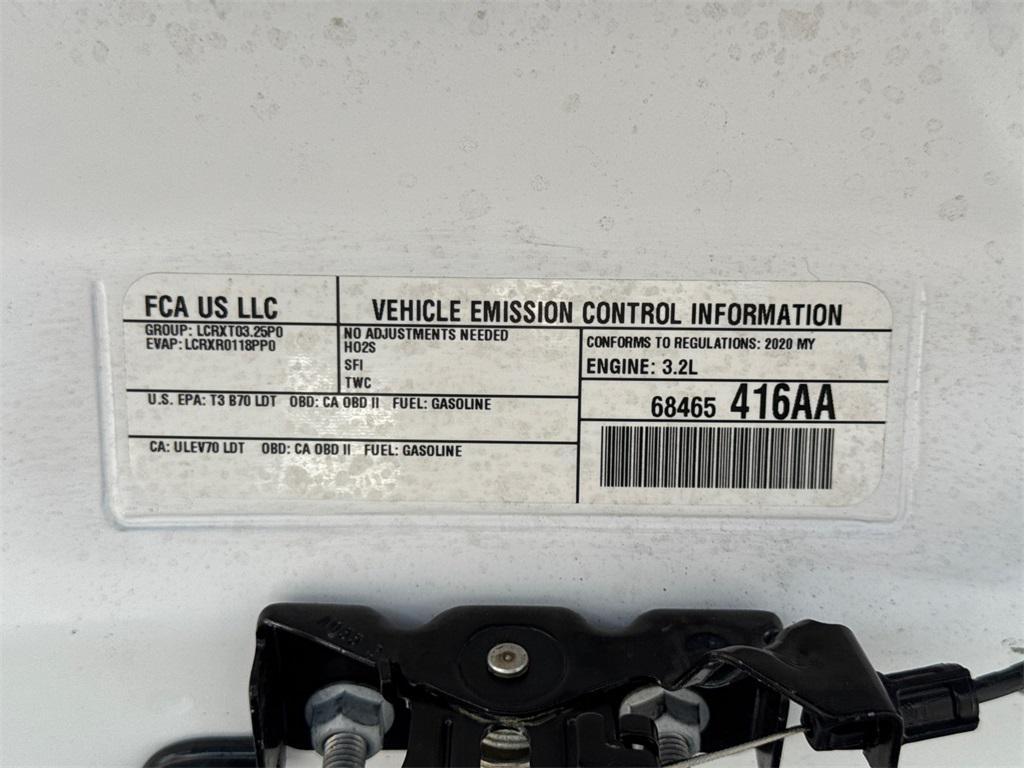 FCA US LLC
VEHICLE EMISSION CONTROL INFORMATION
GROUP: LCRXT03.25P0
EVAP: LCRXR0118PP0
NO ADJUSTMENTS NEEDED
HO2S
SFI
TWC
CONFORMS TO REGULATIONS: 2020 MY
ENGINE: 3.2L
U.S. EPA: T3 B70 LDT OBD: CA OBD II FUEL: GASOLINE
68465 416AA
CA: ULEV70 LDT OBD: CA OBD II FUEL: GASOLINE